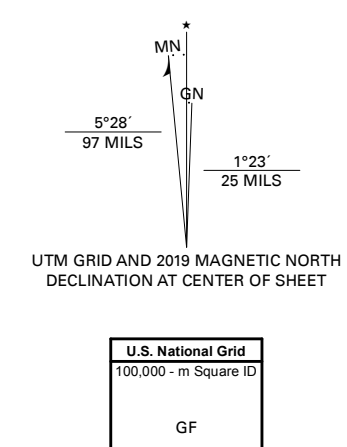 ★
MN
GN
5°28´
97 MILS
1°23´
25 MILS
UTM GRID AND 2019 MAGNETIC NORTH
DECLINATION AT CENTER OF SHEET
U.S. National Grid
100,000 - m Square ID
GF